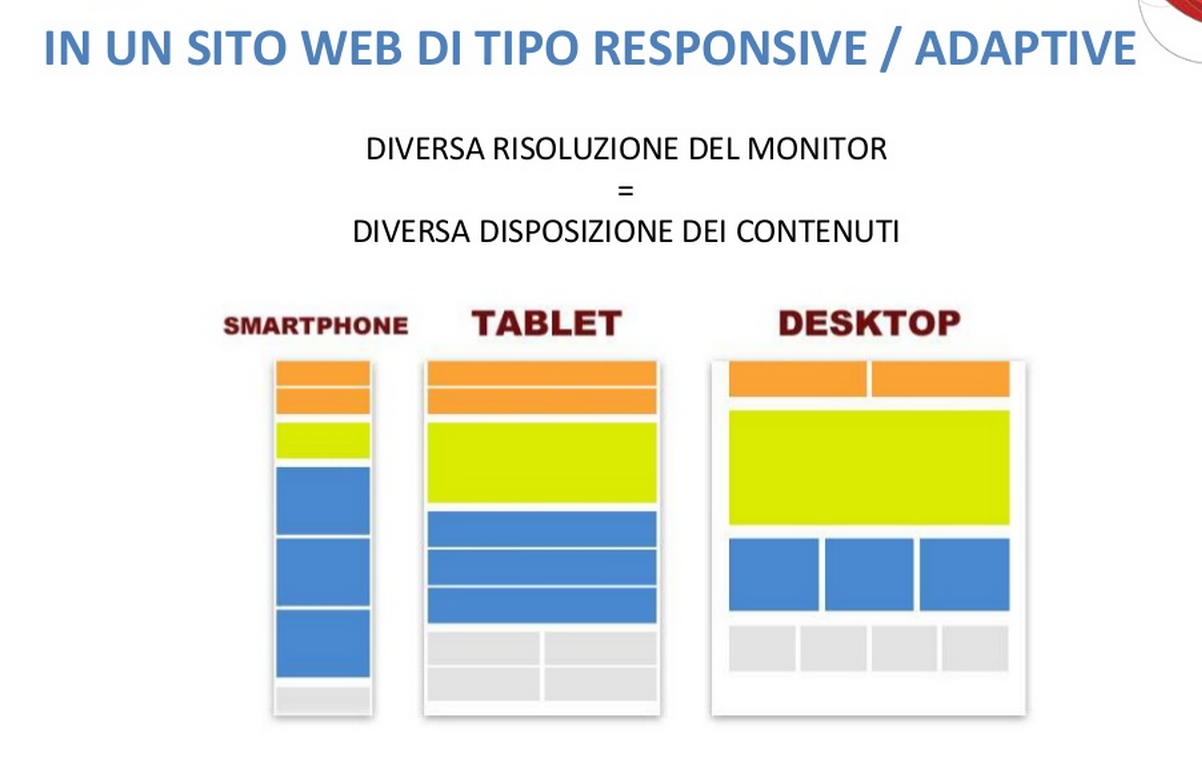 IN UN SITO WEB DI TIPO RESPONSIVE / ADAPTIVE
DIVERSA RISOLUZIONE DEL MONITOR
=
DIVERSA DISPOSIZIONE DEI CONTENUTI
SMARTPHONE TABLET DESKTOP